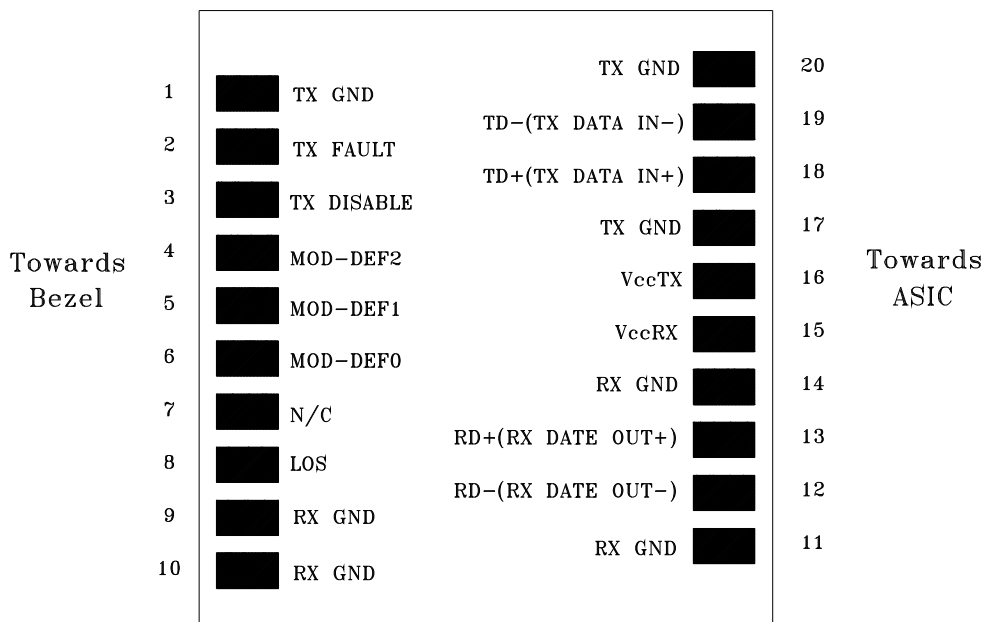 Towards
Bezel
1 TX GND
2 TX FAULT
3 TX DISABLE
4 MOD-DEF2
5 MOD-DEF1
6 MOD-DEF0
7 N/C
8 LOS
9 RX GND
10 RX GND
TX GND 20
TD-(TX DATA IN-) 19
TD+(TX DATA IN+) 18
TX GND 17
VccTX 16
VccRX 15
RX GND 14
RD+(RX DATE OUT+) 13
RD-(RX DATE OUT-) 12
RX GND 11
Towards
ASIC